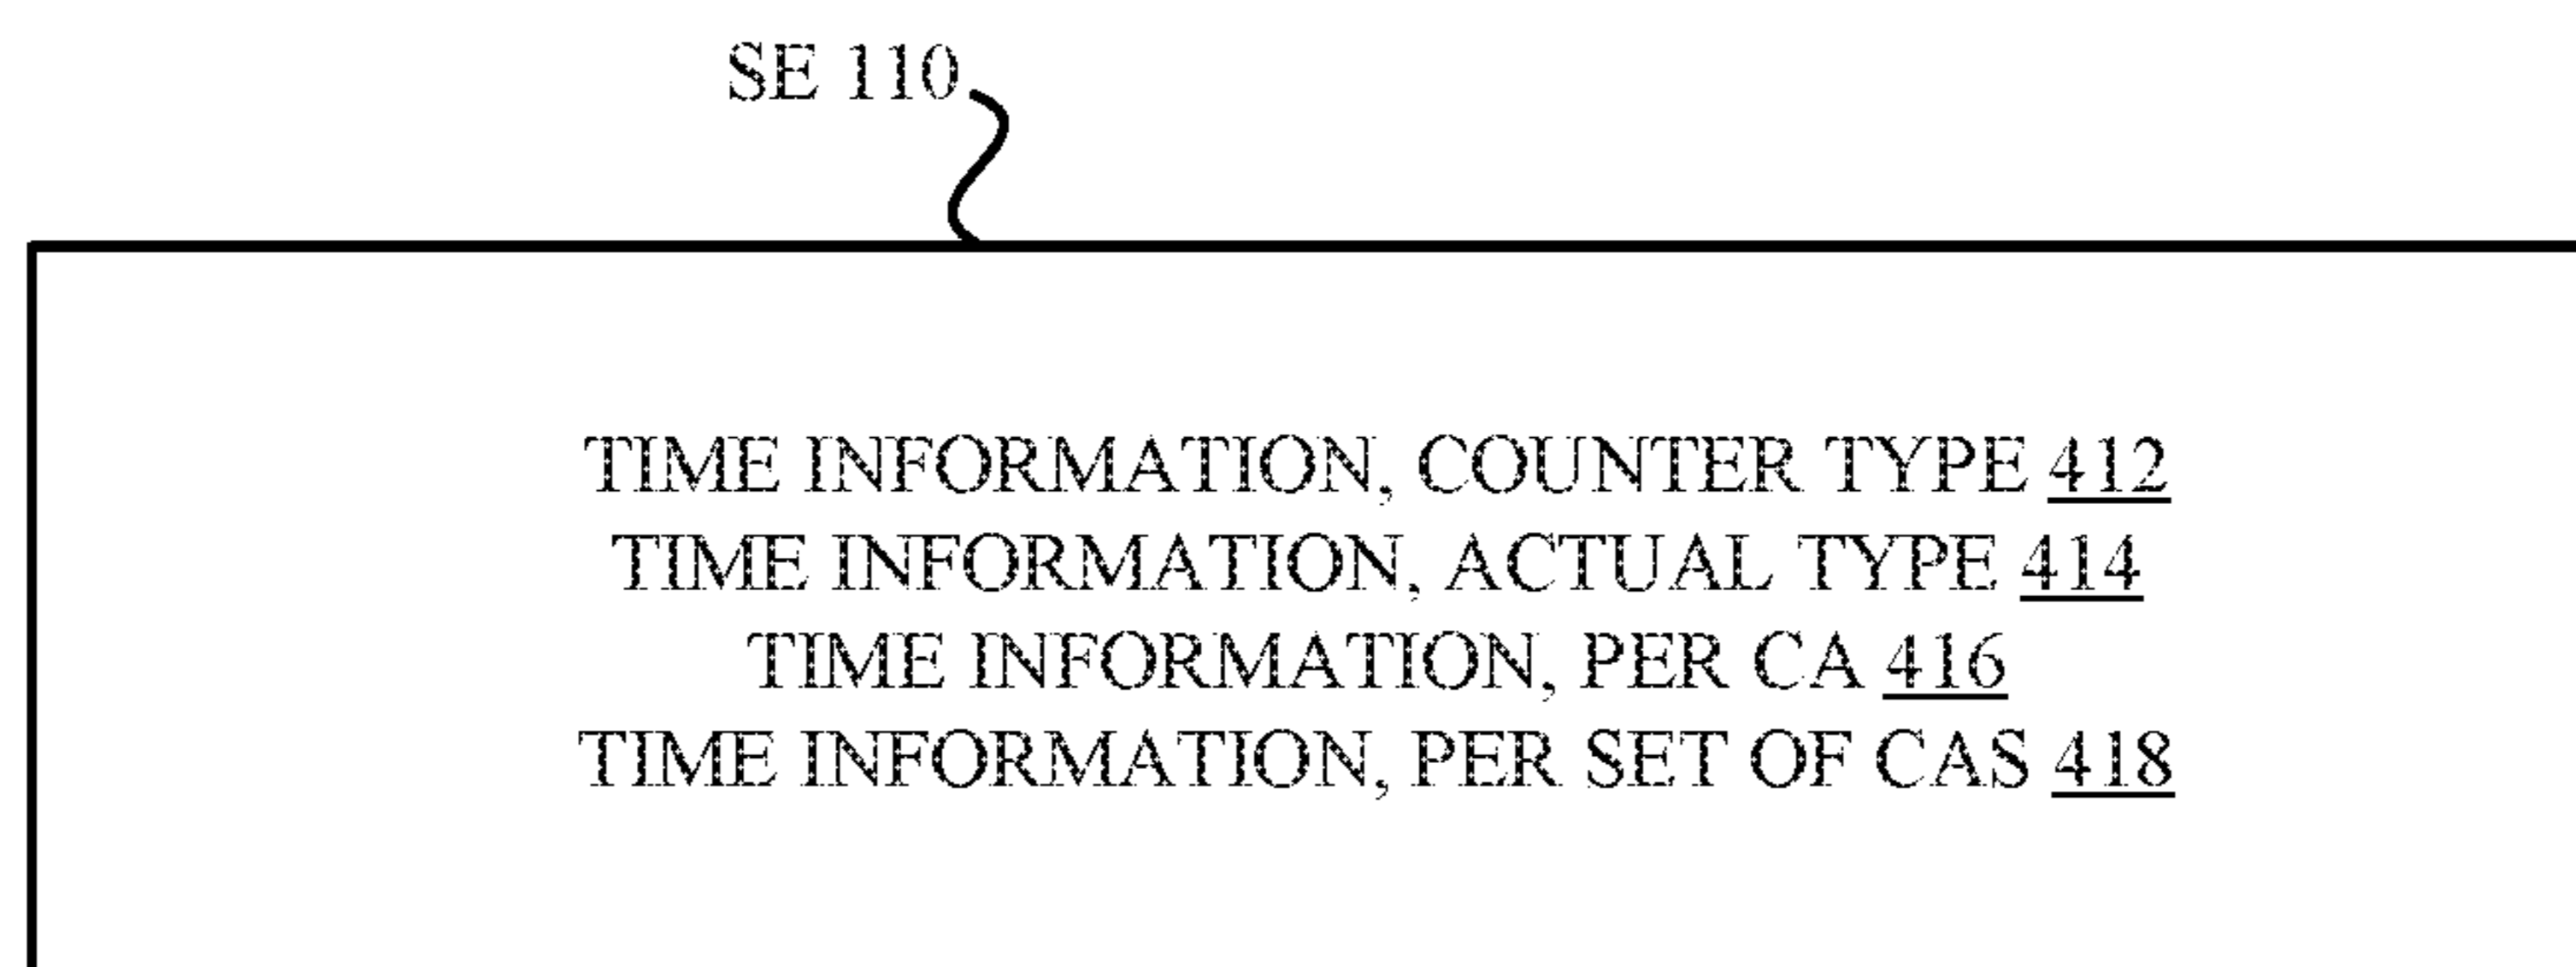 SE 110
TIME INFORMATION, COUNTER TYPE 412
TIME INFORMATION, ACTUAL TYPE 414
TIME INFORMATION, PER CA 416
TIME INFORMATION, PER SET OF CAS 418